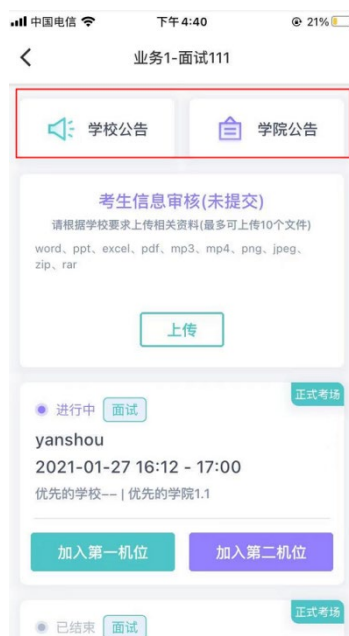 中国电信 下午4:40 21%
业务1-面试111
学校公告 学院公告
考生信息审核(未提交)
请根据学校要求上传相关资料(最多可上传10个文件)
word、ppt、excel、pdf、mp3、mp4、png、jpeg、
zip、rar
上传
正式考场
进行中 面试
yanshou
2021-01-27 16:12 - 17:00
优先的学校—— | 优先的学院1.1
加入第一机位 加入第二机位
正式考场
已结束 面试